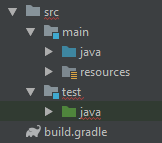 src
main
java
resources
test
java
build.gradle